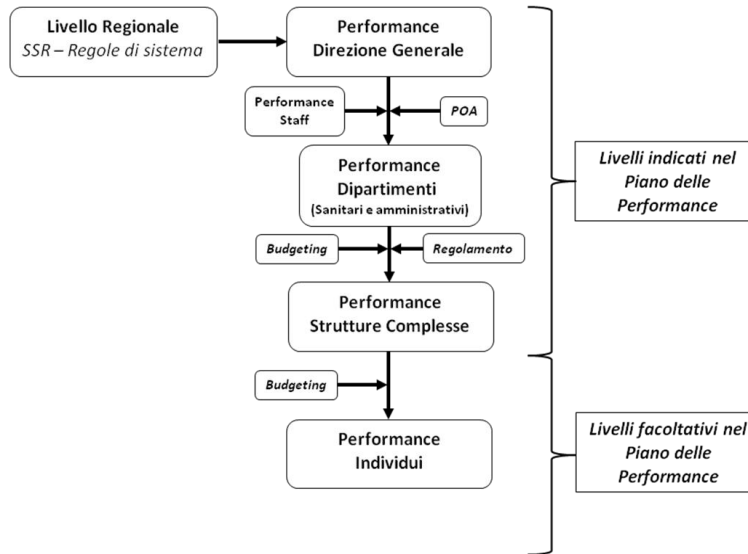 Livello Regionale
SSR – Regole di sistema
Performance
Direzione Generale
Performance
Staff
POA
Performance
Dipartimenti
(Sanitari e amministrativi)
Budgeting
Regolamento
Performance
Strutture Complesse
Budgeting
Performance
Individui
Livelli indicati nel
Piano delle
Performance
Livelli facoltativi nel
Piano delle
Performance